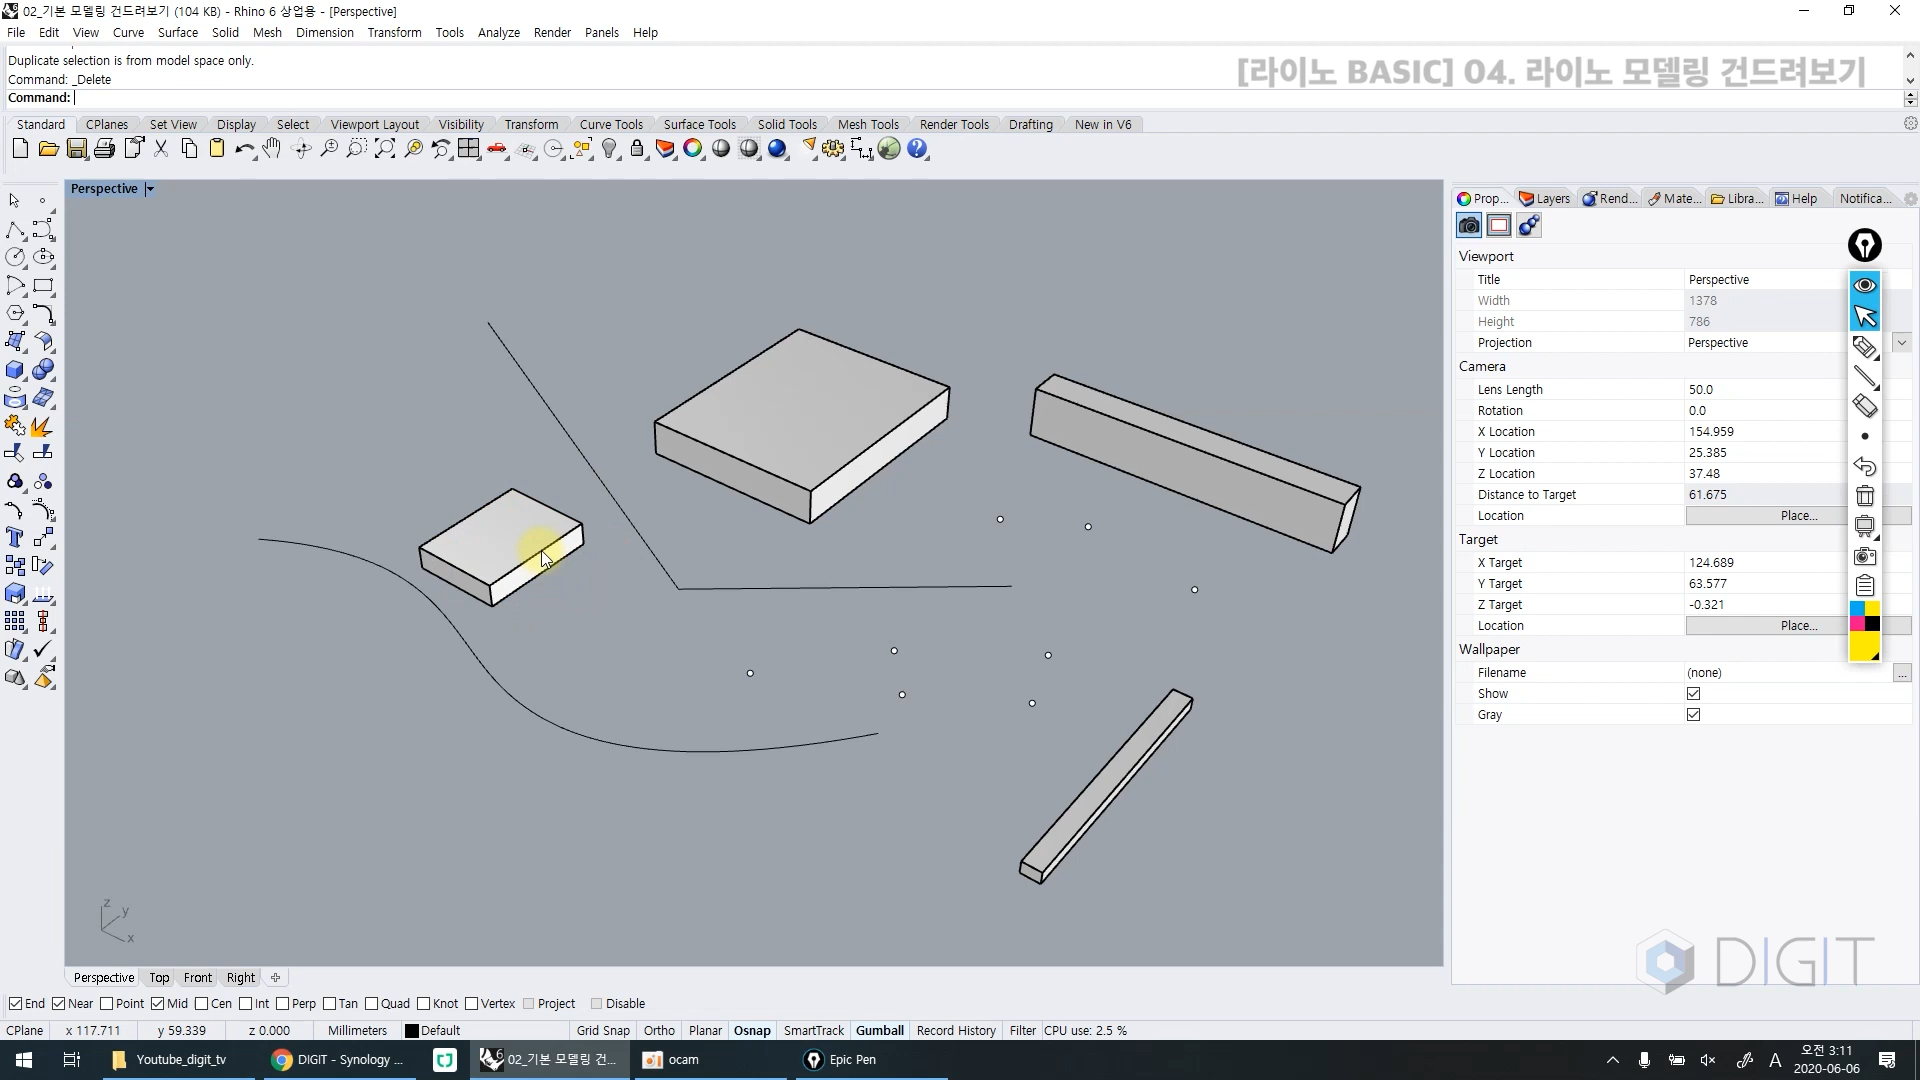 02_기본 모델링 건드려보기 (104 KB) - Rhino 6 상업용 - [Perspective]
File Edit View Curve Surface Solid Mesh Dimension Transform Tools Analyze Render Panels Help
Duplicate selection is from model space only.
Command: _Delete
Command:
[라이노 BASIC] 04. 라이노 모델링 건드려보기
Standard CPlanes Set View Display Select Viewport Layout Visibility Transform Curve Tools Surface Tools Solid Tools Mesh Tools Render Tools Drafting New in V6
Perspective
Prop... Layers Rend... Mate... Libra... Help Notifica...
Viewport
Title Perspective
Width 1378
Height 786
Projection Perspective
Camera
Lens Length 50.0
Rotation 0.0
X Location 154.959
Y Location 25.385
Z Location 37.48
Distance to Target 61.675
Location Place...
Target
X Target 124.689
Y Target 63.577
Z Target -0.321
Location Place...
Wallpaper
Filename (none) ...
Show
Gray
z
y
x
DIGIT
Perspective Top Front Right
End Near Point Mid Cen Int Perp Tan Quad Knot Vertex Project Disable
CPlane x 117.711 y 59.339 z 0.000 Millimeters Default Grid Snap Ortho Planar Osnap SmartTrack Gumball Record History Filter CPU use: 2.5 %
Youtube_digit_tv DIGIT - Synology ... 02_기본 모델링 건... ocam Epic Pen A 오전 3:11
2020-06-06